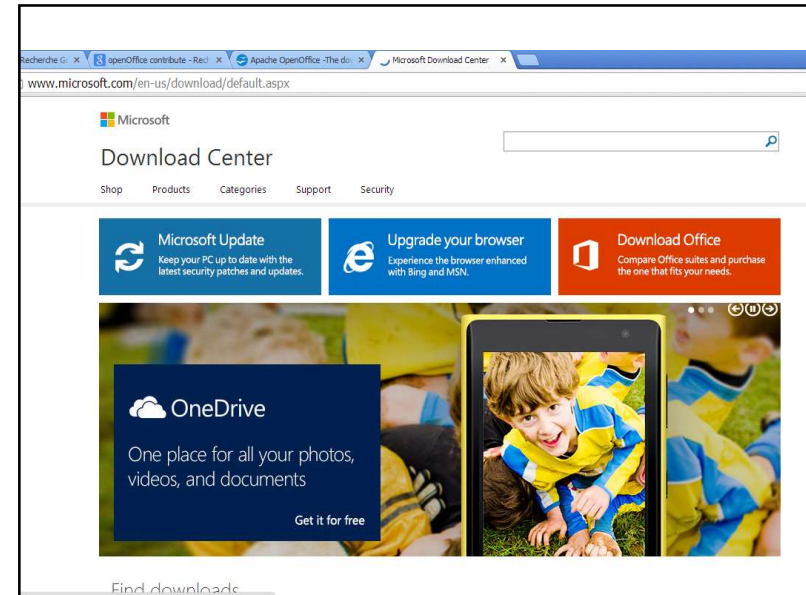 Recherche G
openOffice contribute - Rec
Apache OpenOffice -The do
Microsoft Download Center
www.microsoft.com/en-us/download/default.aspx
Microsoft
Download Center
Shop Products Categories Support Security
Microsoft Update
Keep your PC up to date with the
latest security patches and updates.
Upgrade your browser
Experience the browser enhanced
with Bing and MSN.
Download Office
Compare Office suites and purchase
the one that fits your needs.
OneDrive
One place for all your photos,
videos, and documents
Get it for free
Find downloads